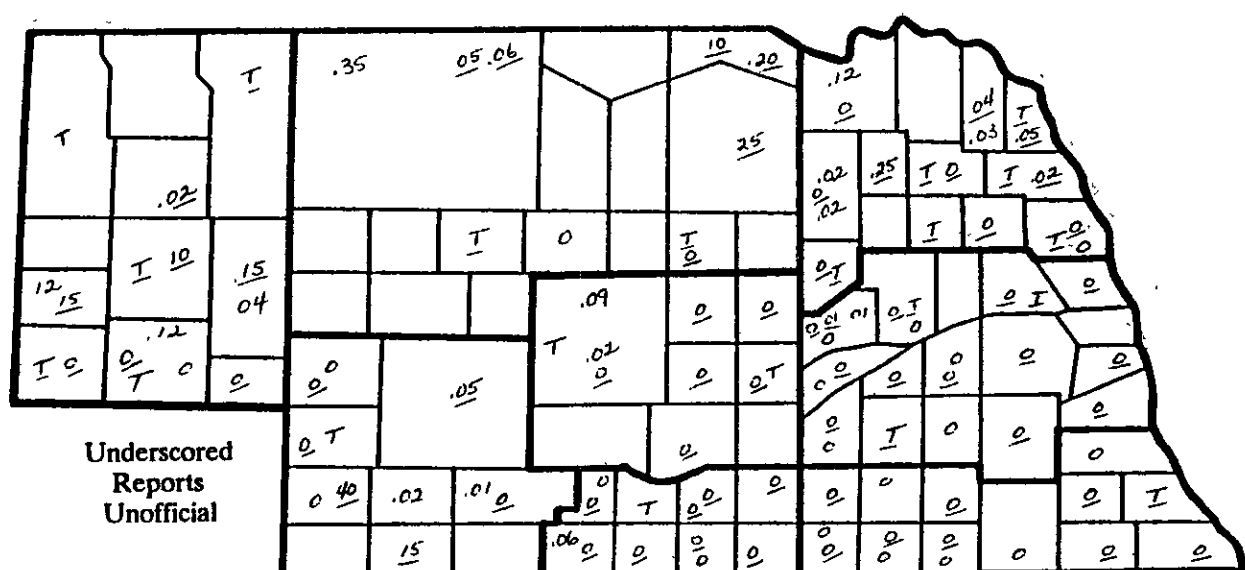 T .35 05 .06 10 .20 .12 0 04 .03 T .05
T .02 25 .02 0 .02 .25 T 0 T .02
T 0 T 0 T 0 T 0 0
T 10 .15 04 0 T
12 15 .09 0 0 0 T 0 0 I 0
T 0 0 .12 T 0 0 T .02 0 0 0 T 0 0 0 0 0 0 0
0 0 .05 0
0 T 0 0 0 T 0 0 0
Underscored
Reports
Unofficial
0 40 .02 .01 0 0 0 T 0 0 0 0 0 0 0 T
15 .06 0 0 0 0 0 0 0 0 0 0 0 0 0 0